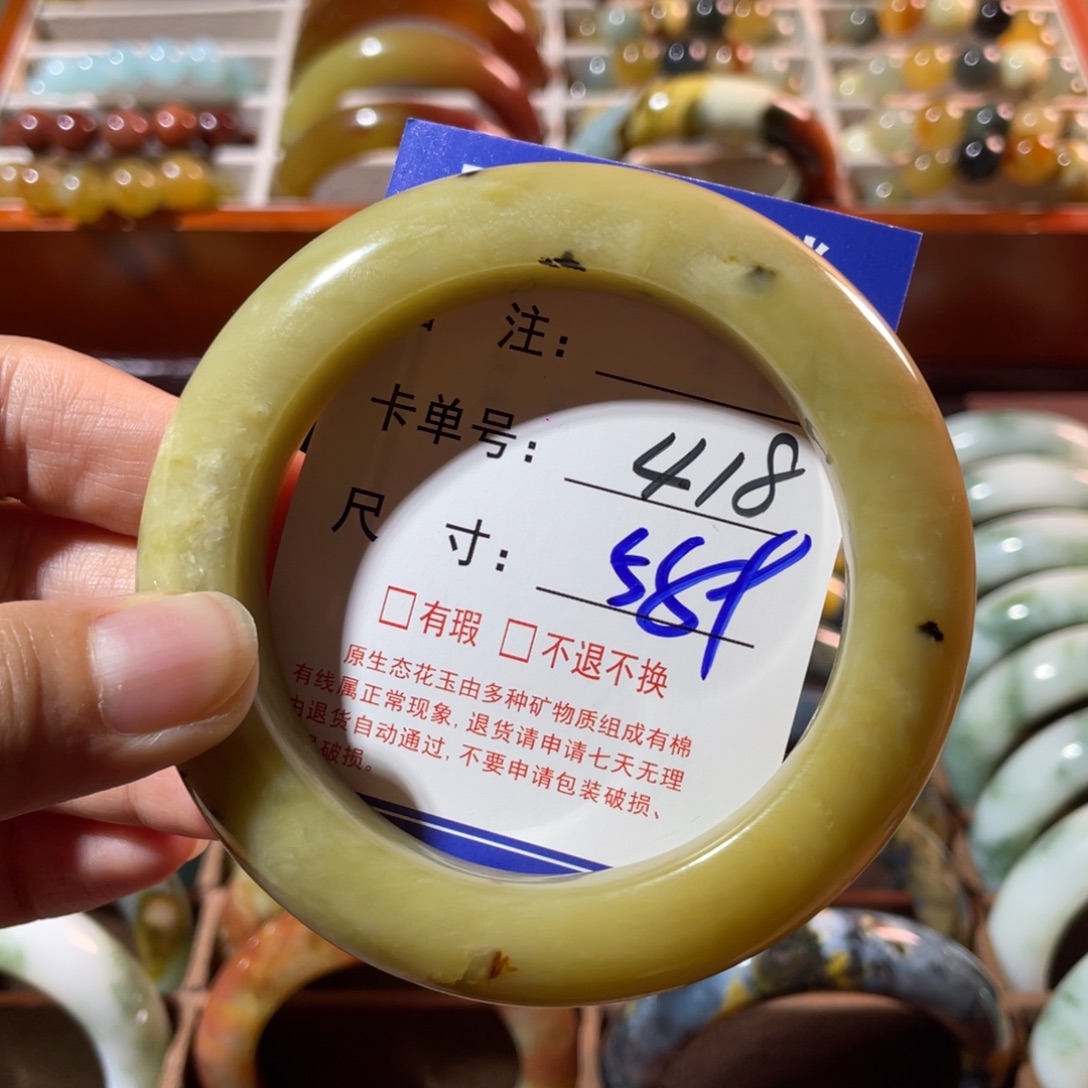 注：
卡单号： 418
尺 寸：
□有瑕 □不退不换
原生态花玉由多种矿物质组成有棉
有线属正常现象，退货请申请七天无理
由退货自动通过，不要申请包装破损、
破损。